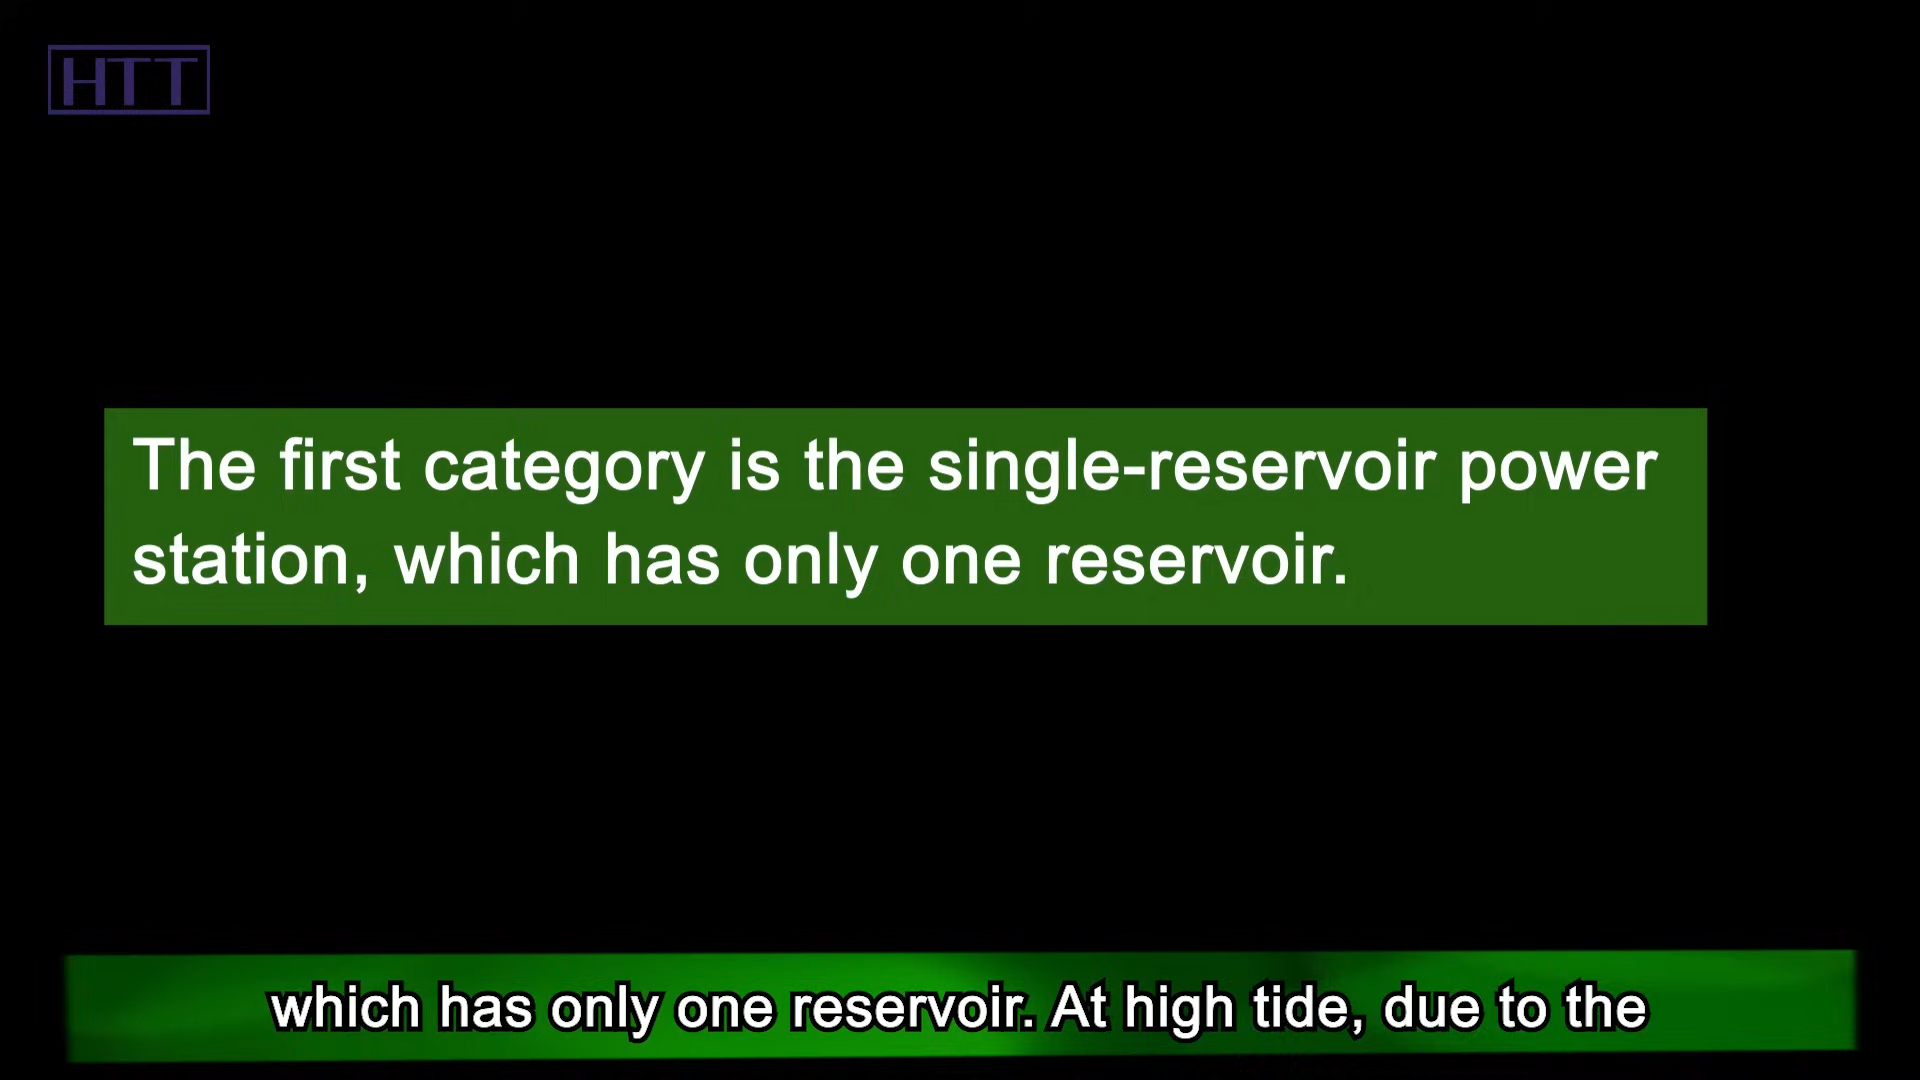 HTT
The first category is the single-reservoir power
station, which has only one reservoir.
which has only one reservoir. At high tide, due to the